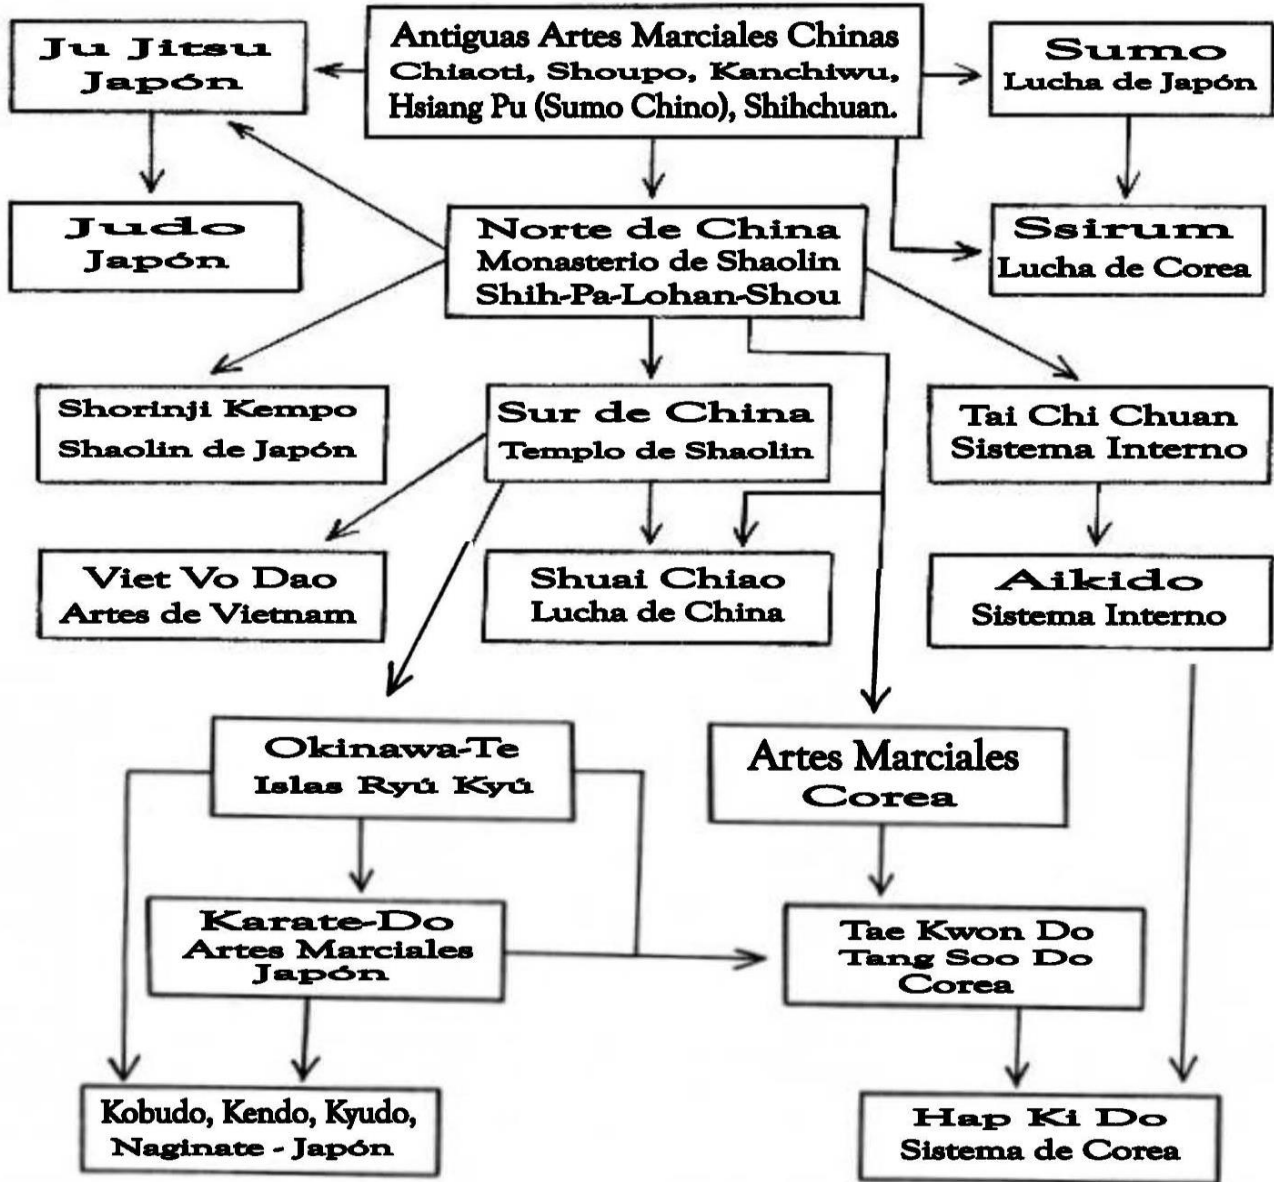 Ju Jitsu
Japón
Antiguas Artes Marciales Chinas
Chiaoti, Shoupo, Kanchiwu,
Hsiang Pu (Sumo Chino), Shihchuan.
Sumo
Lucha de Japón
Judo
Japón
Norte de China
Monasterio de Shaolin
Shih-Pa-Lohan-Shou
Ssirum
Lucha de Corea
Shorinji Kempo
Shaolin de Japón
Sur de China
Templo de Shaolin
Tai Chi Chuan
Sistema Interno
Viet Vo Dao
Artes de Vietnam
Shuai Chiao
Lucha de China
Aikido
Sistema Interno
Okinawa-Te
Islas Ryú Kyú
Artes Marciales
Corea
Karate-Do
Artes Marciales
Japón
Tae Kwon Do
Tang Soo Do
Corea
Kobudo, Kendo, Kyudo,
Naginate - Japón
Hap Ki Do
Sistema de Corea